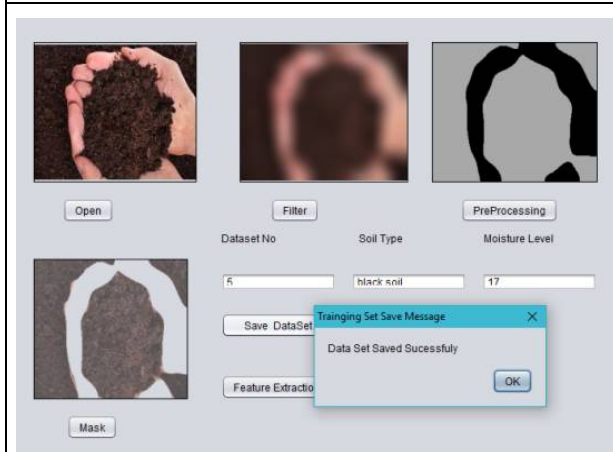 Open
Filter
PreProcessing
Dataset No
Soil Type
Moisture Level
5
black soil
17
Save DataSet
Trainging Set Save Message
Data Set Saved Sucessfuly
OK
Feature Extractio
Mask